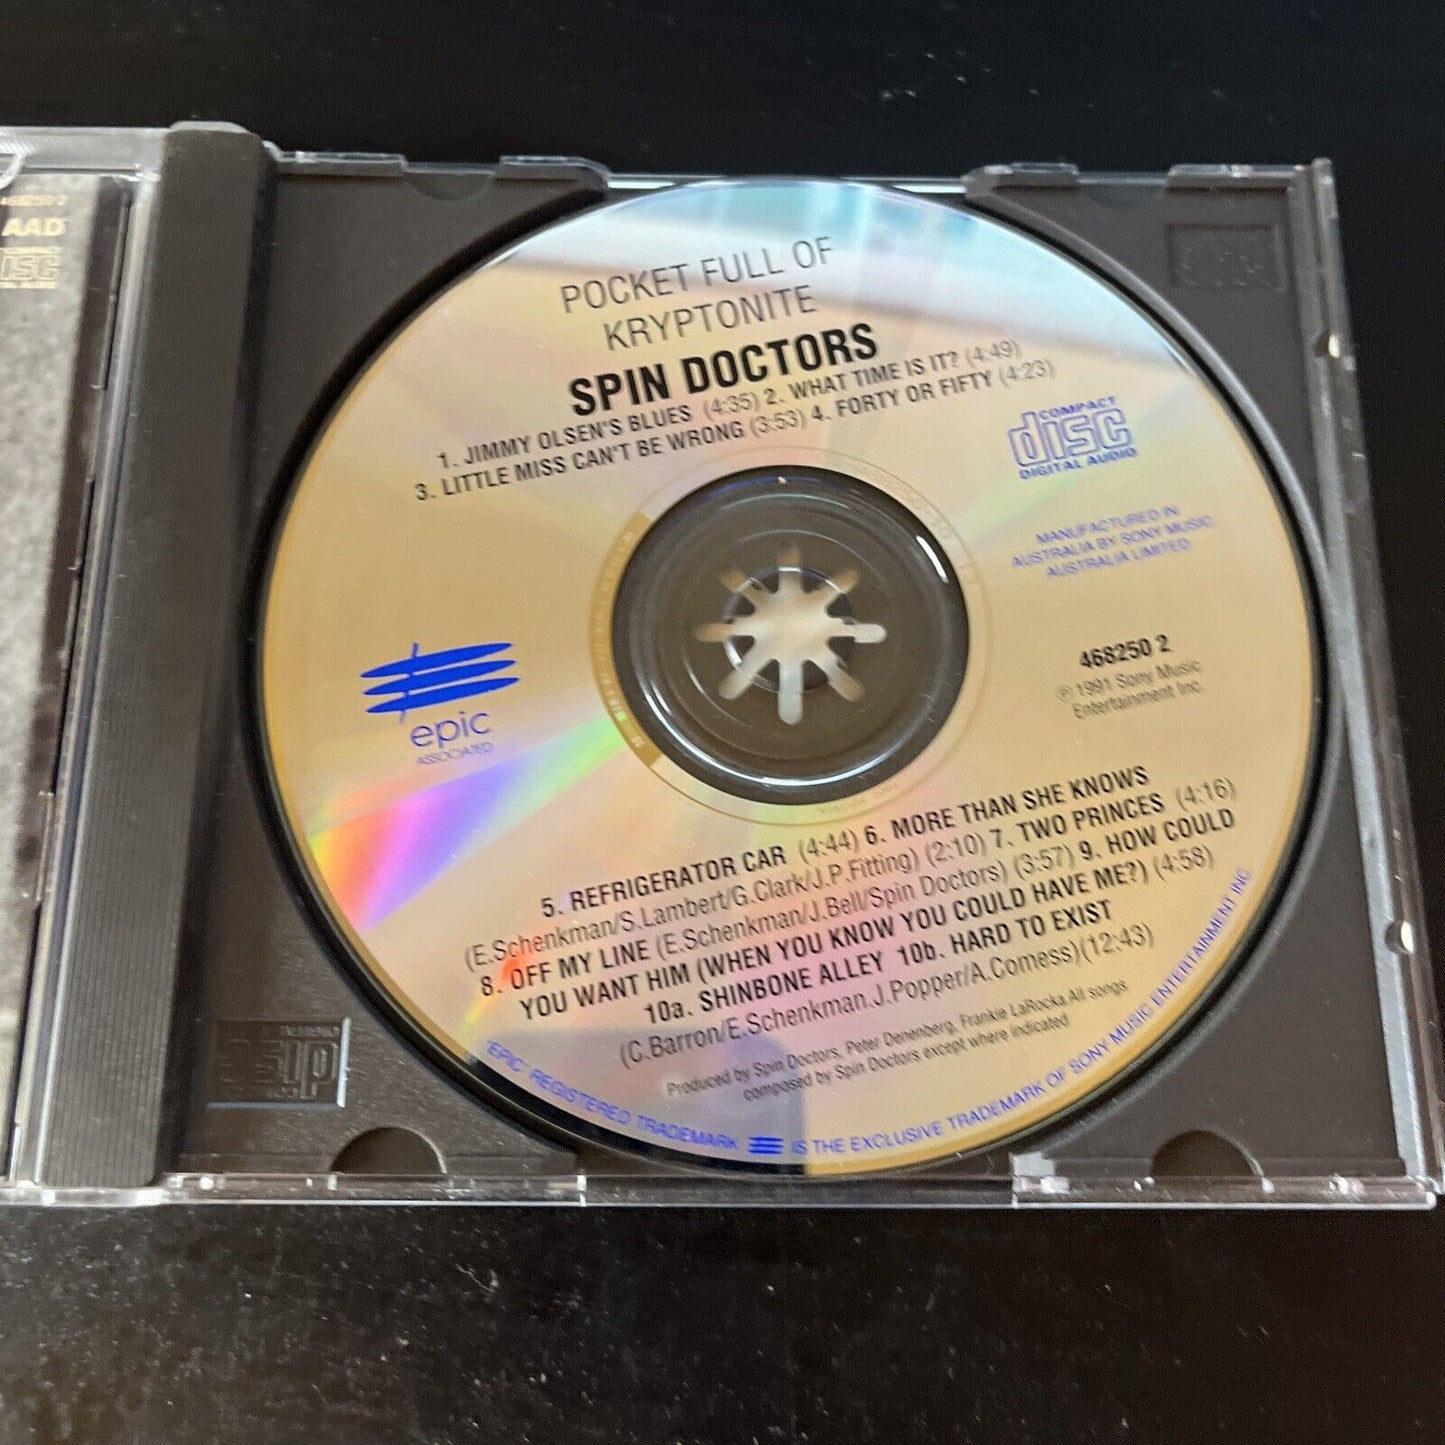 468250 2
AAD
POCKET FULL OF
KRYPTONITE
SPIN DOCTORS
1. JIMMY OLSEN'S BLUES (4:35) 2. WHAT TIME IS IT? (4:49)
3. LITTLE MISS CAN'T BE WRONG (3:53) 4. FORTY OR FIFTY (4:23)
COMPACT
disc
DIGITAL AUDIO
MANUFACTURED IN
AUSTRALIA BY SONY MUSIC
AUSTRALIA LIMITED
468250 2
℗ 1991 Sony Music
Entertainment Inc.
epic
ASSOCIATED
5. REFRIGERATOR CAR (4:44) 6. MORE THAN SHE KNOWS
(E.Schenkman/S.Lambert/G.Clark/J.P.Fitting) (2:10) 7. TWO PRINCES (4:16)
8. OFF MY LINE (E.Schenkman/J.Bell/Spin Doctors) (3:57) 9. HOW COULD
YOU WANT HIM (WHEN YOU KNOW YOU COULD HAVE ME?) (4:58)
10a. SHINBONE ALLEY 10b. HARD TO EXIST
(C.Barron/E.Schenkman.J.Popper/A.Comess)(12:43)
Produced by Spin Doctors, Peter Denenberg, Frankie LaRocka.All songs
composed by Spin Doctors except where indicated
'EPIC' REGISTERED TRADEMARK IS THE EXCLUSIVE TRADEMARK OF SONY MUSIC ENTERTAINMENT INC